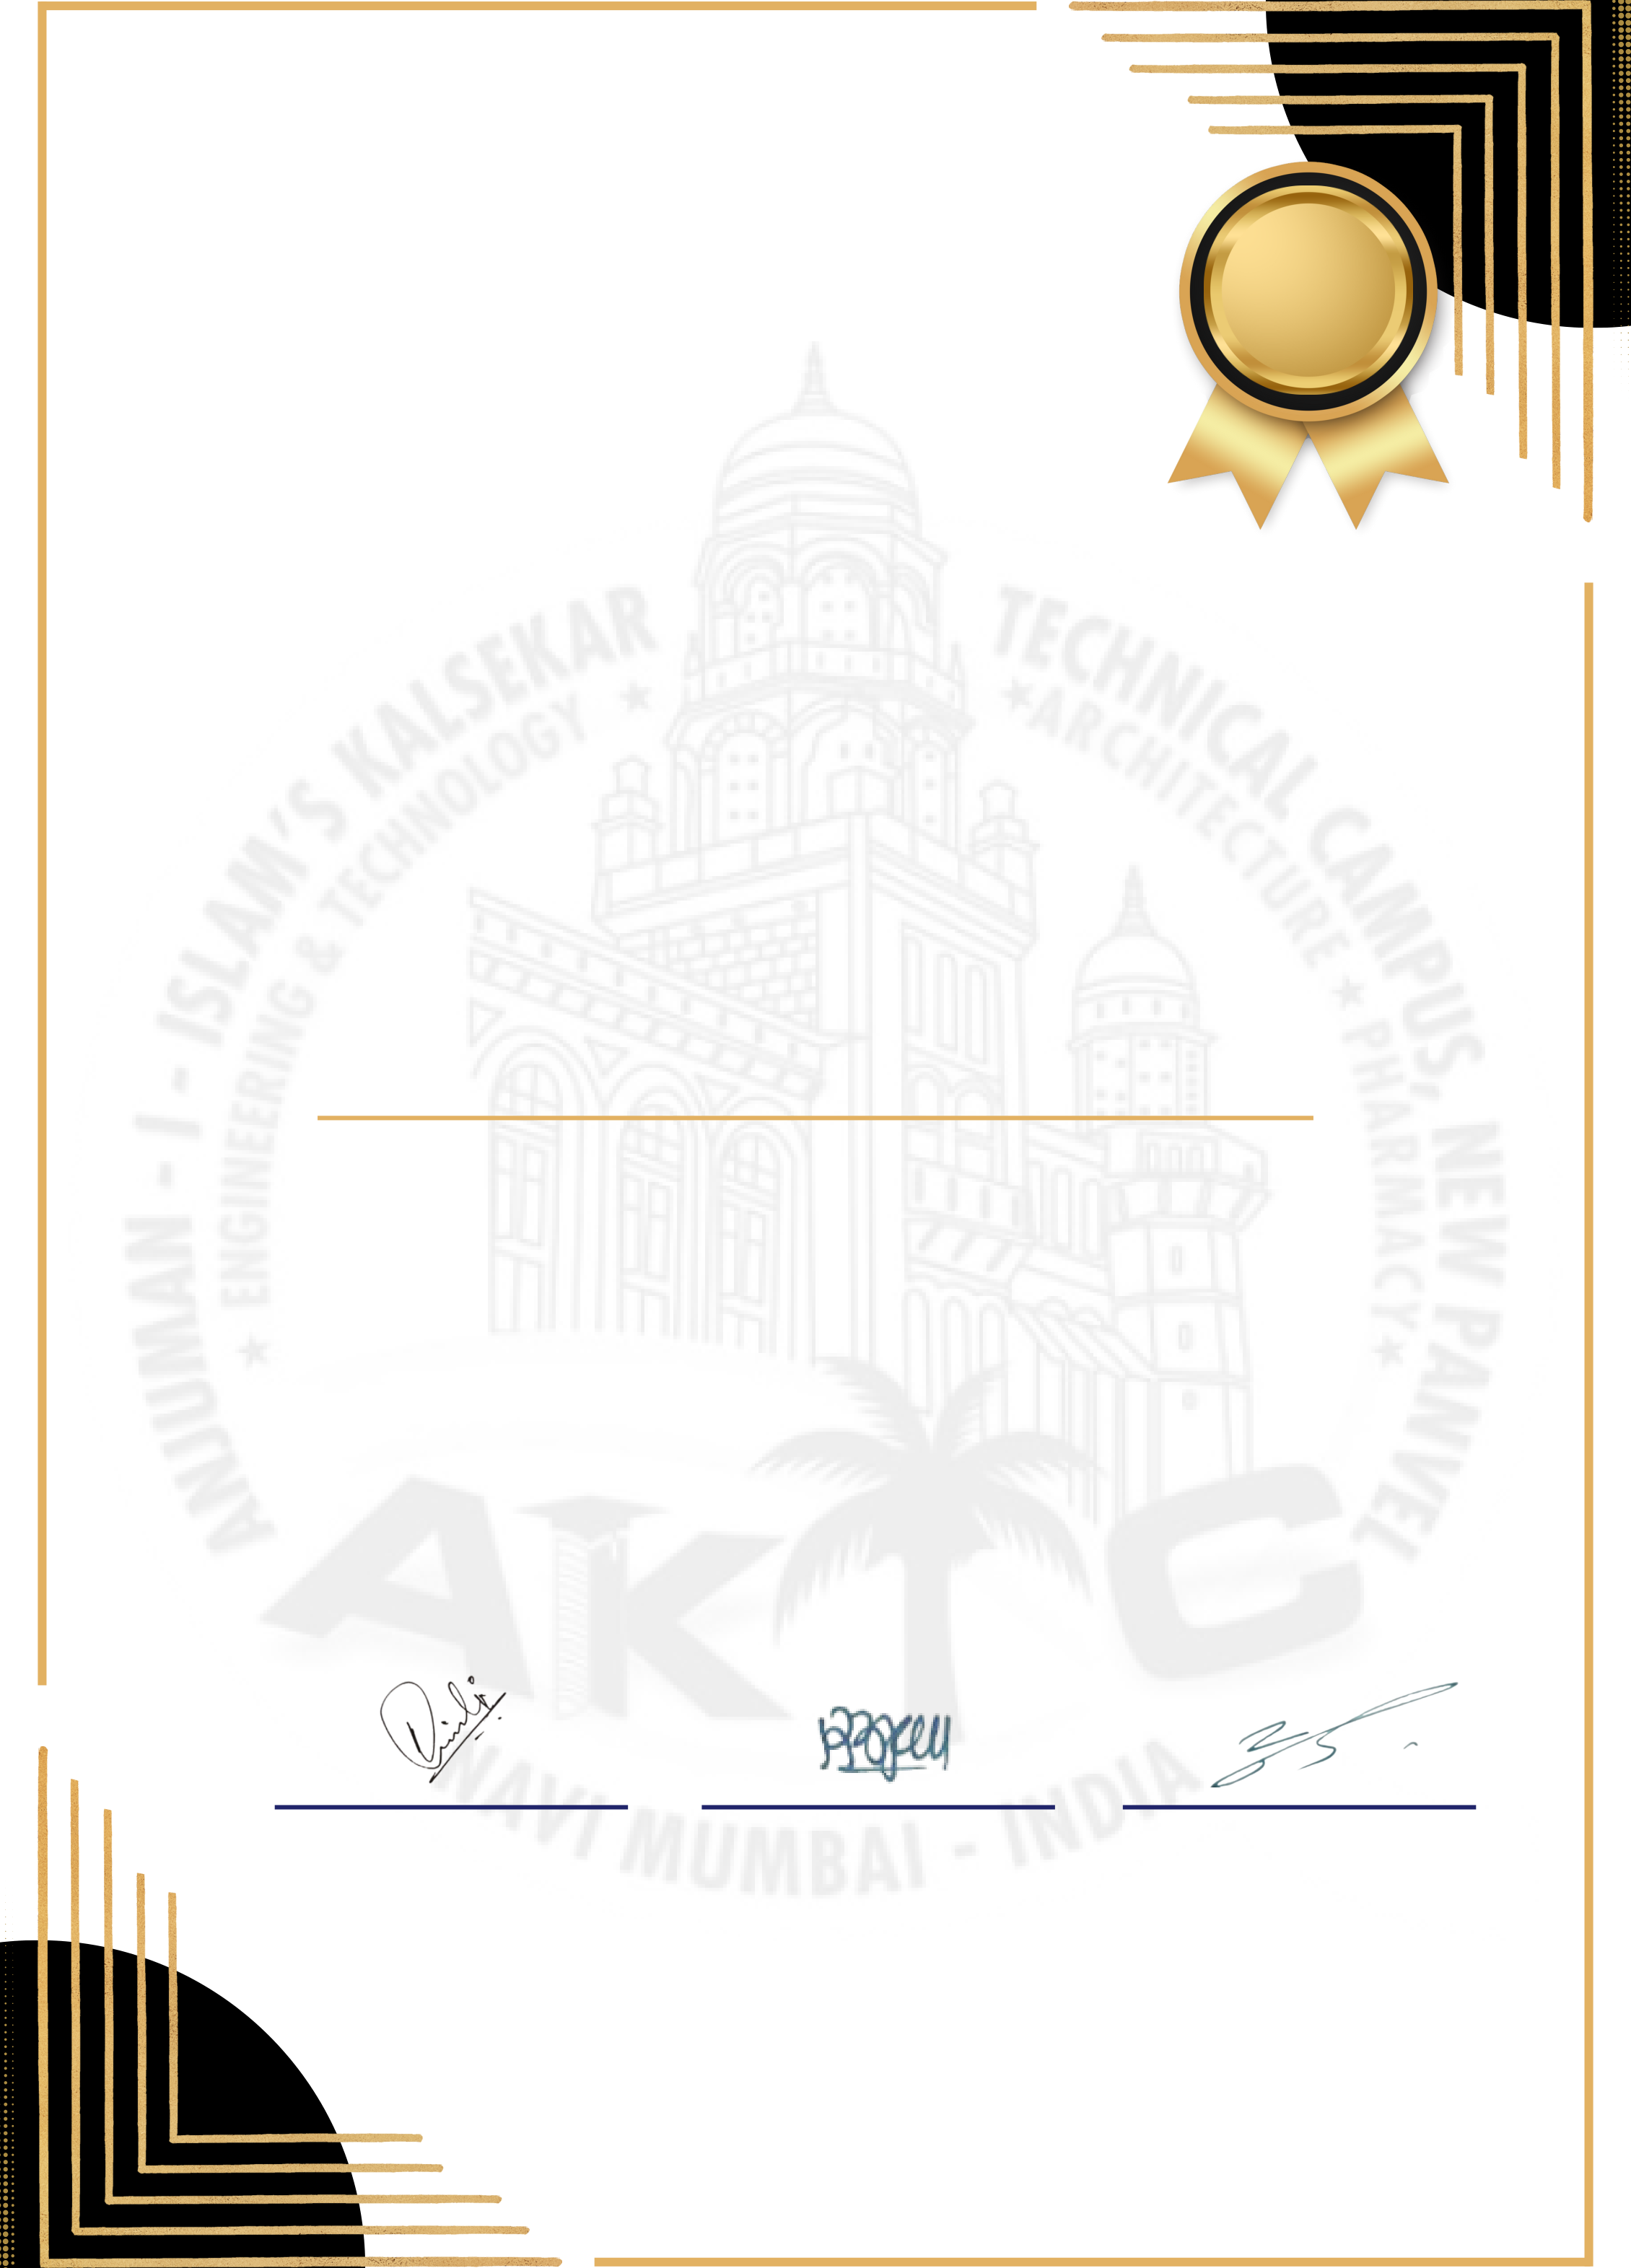 ANJUMAN - I - ISLAM'S KALSEKAR TECHNICAL CAMPUS, NEW PANVEL
★ ENGINEERING & TECHNOLOGY ★ ★ ARCHITECTURE ★ PHARMACY ★
AKTC
NAVI MUMBAI - INDIA